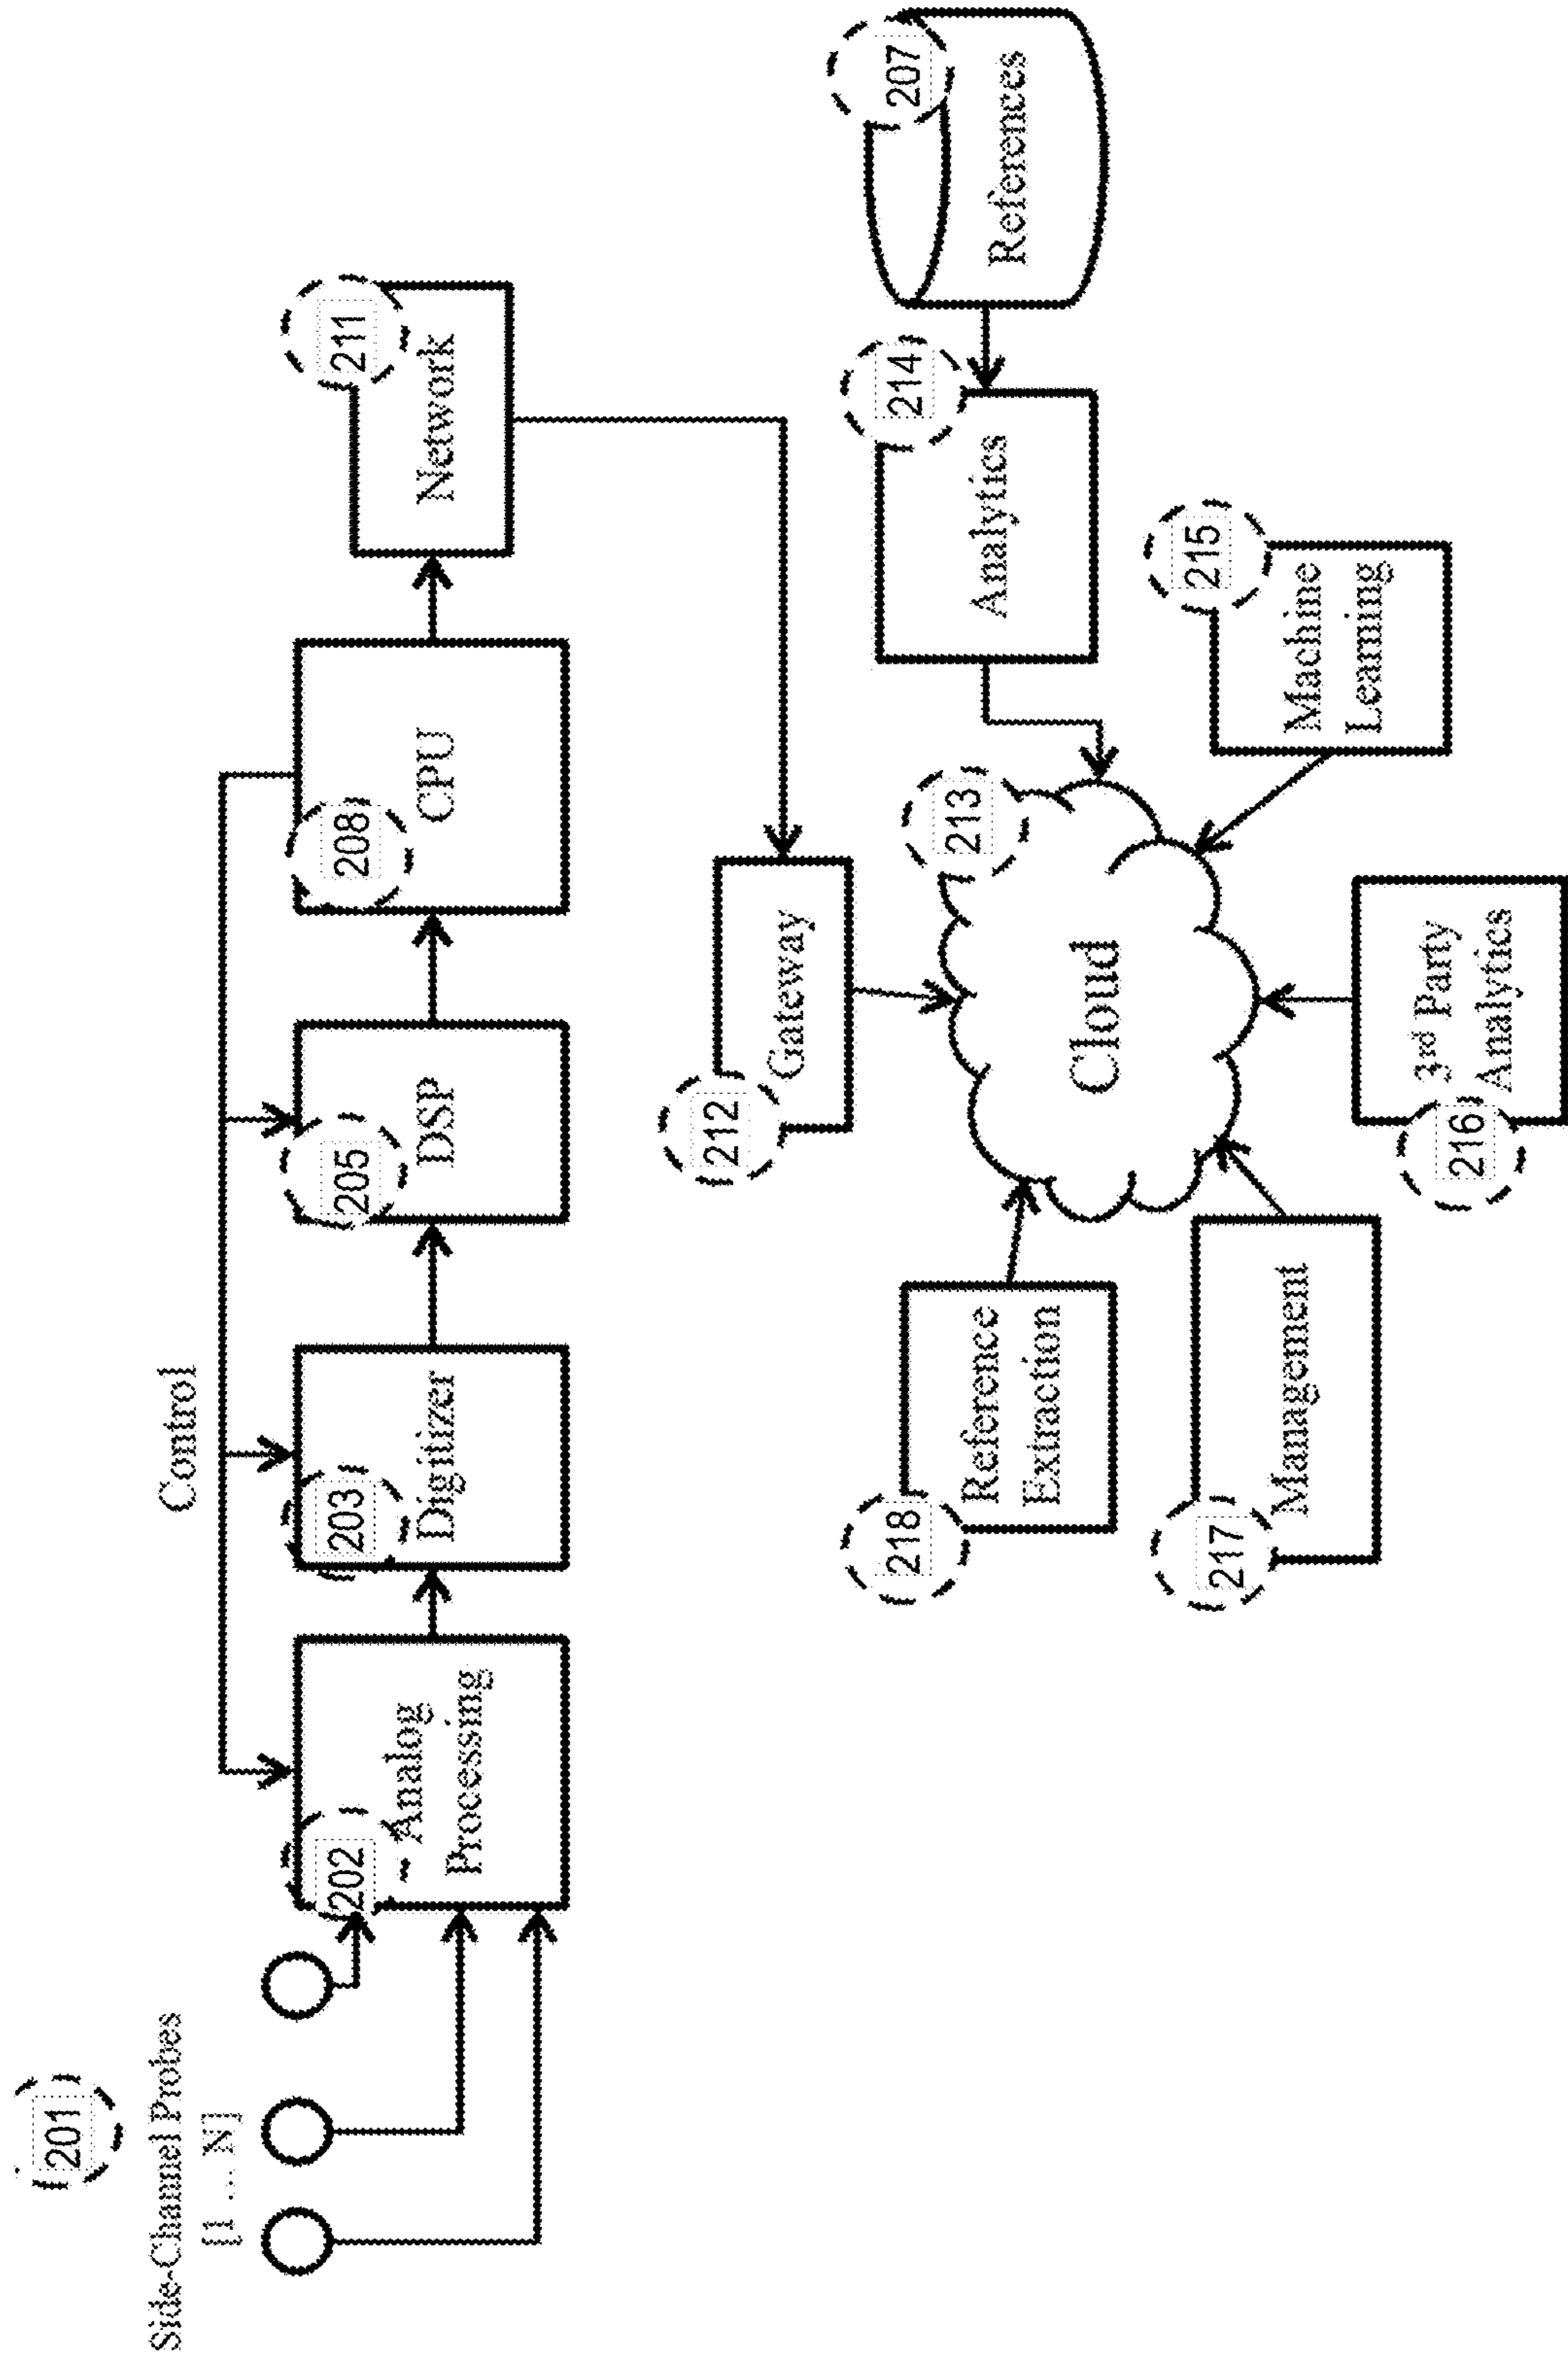 201
Side-Channel Probes
[1 ... N]
Control
202
Analog
Processing
203
Digitizer
205
DSP
208
CPU
211
Network
212
Gateway
213
Cloud
214
Analytics
207
References
218
Reference
Extraction
217
Management
216
3rd Party
Analytics
215
Machine
Learning